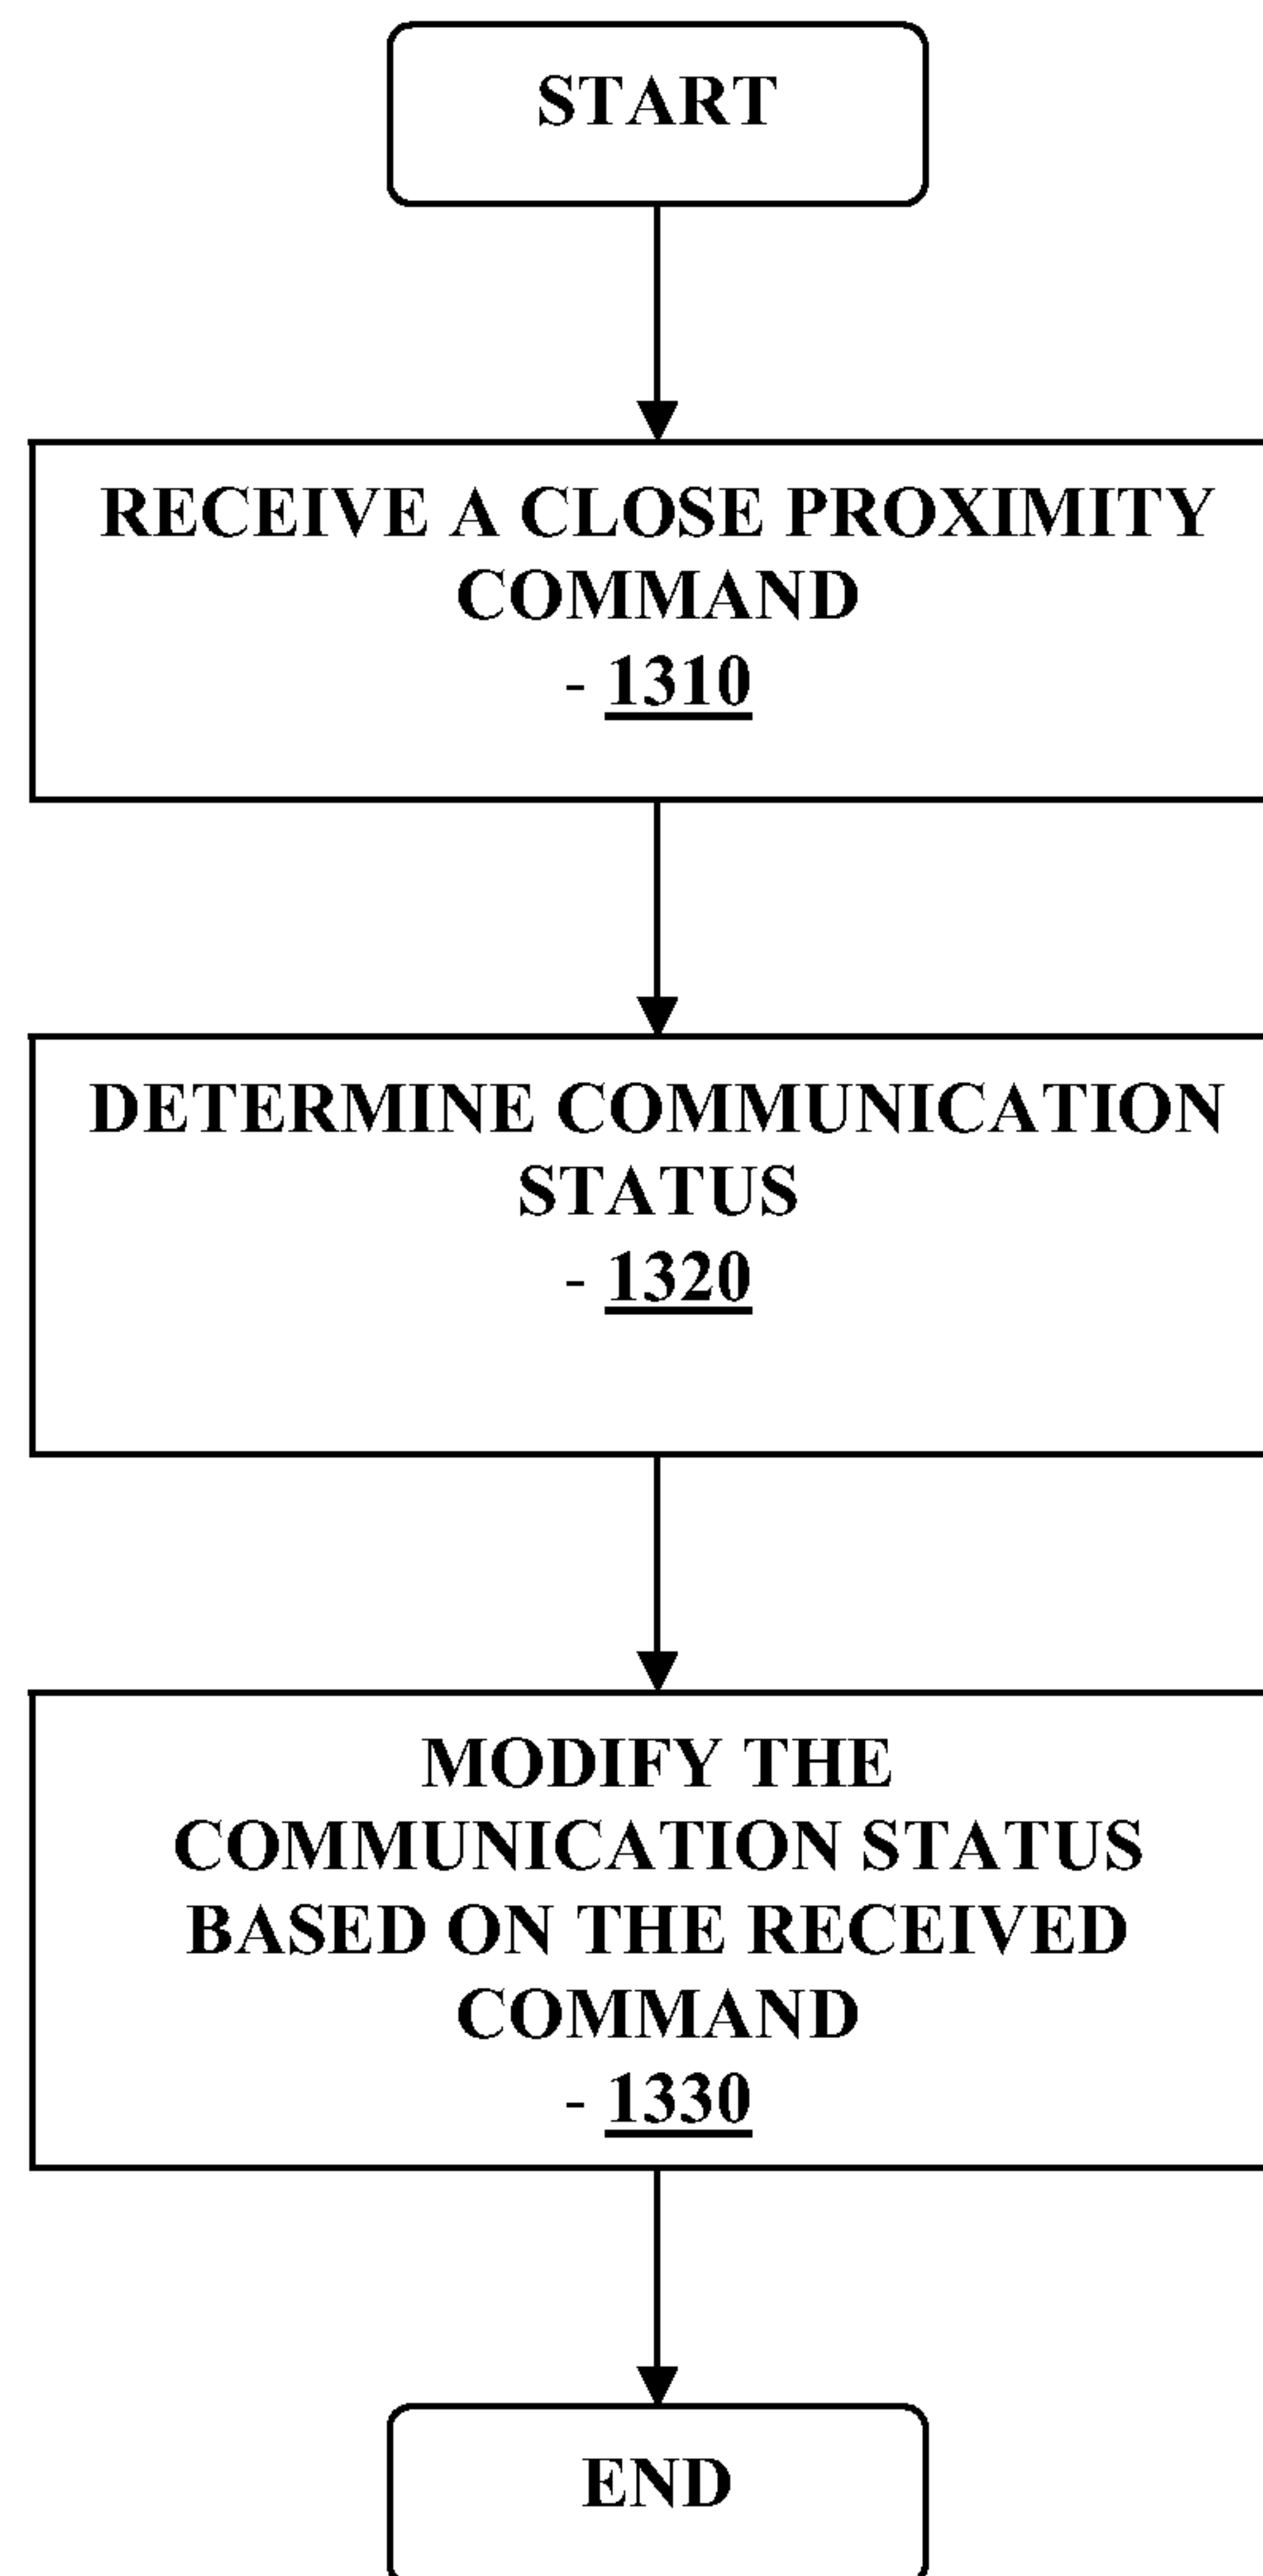 START
RECEIVE A CLOSE PROXIMITY
COMMAND
- 1310
DETERMINE COMMUNICATION
STATUS
- 1320
MODIFY THE
COMMUNICATION STATUS
BASED ON THE RECEIVED
COMMAND
- 1330
END